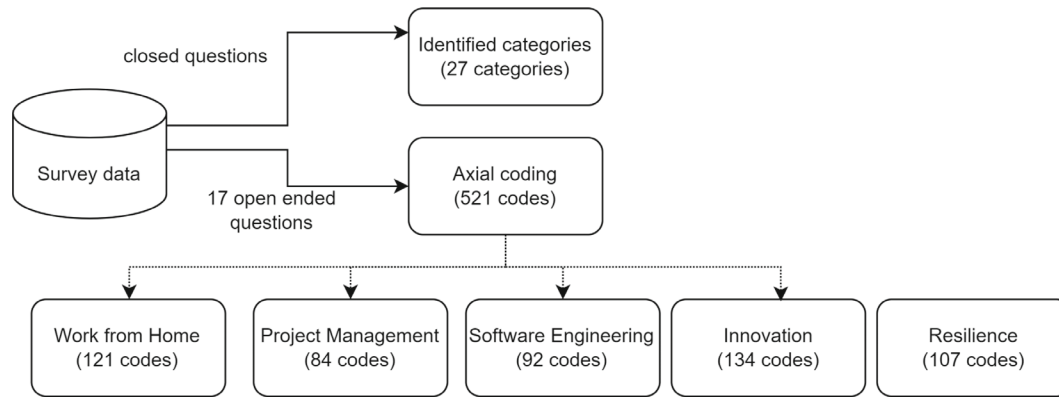 closed questions
Identified categories
(27 categories)
Survey data
17 open ended
questions
Axial coding
(521 codes)
Work from Home
(121 codes)
Project Management
(84 codes)
Software Engineering
(92 codes)
Innovation
(134 codes)
Resilience
(107 codes)